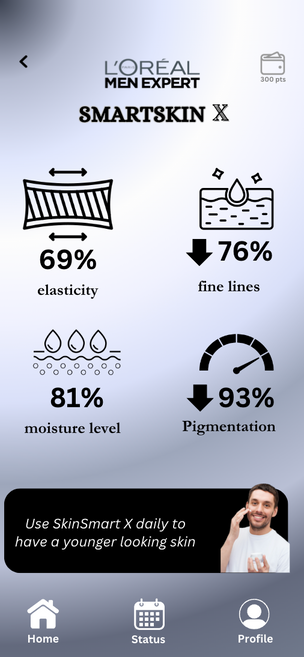 L'ORÉAL
MEN EXPERT
300 pts
SMARTSKIN X
69%
elasticity
76%
fine lines
81%
moisture level
93%
Pigmentation
Use SkinSmart X daily to
have a younger looking skin
Home
Status
Profile